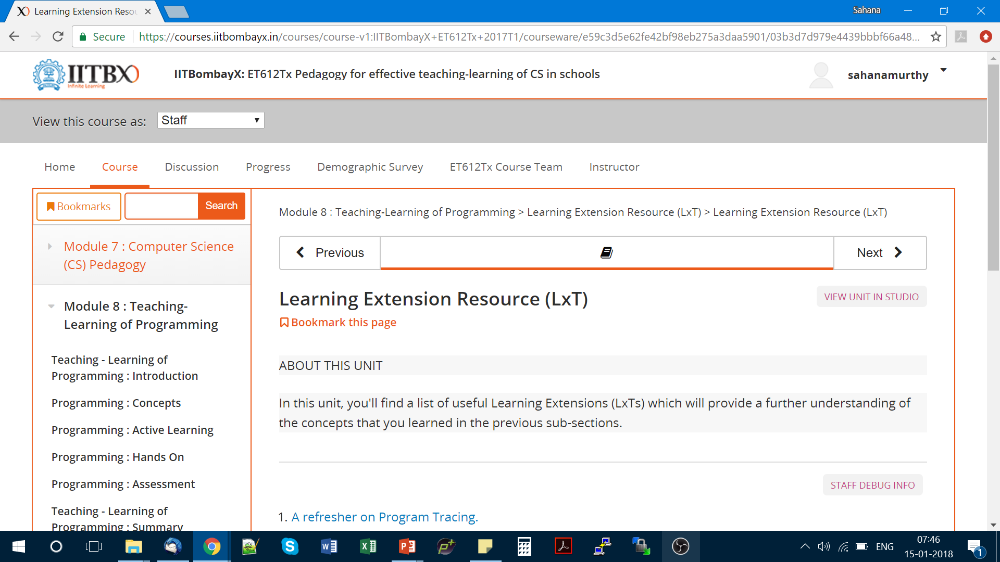 Learning Extension Reso
Sahana
Secure
https://courses.iitbombayx.in/courses/course-v1:IITBombayX+ET612Tx+2017T1/courseware/e59c3d5e62fe42bf98eb275a3daa5901/03b3d7d979e4439bbbf66a48...
IITBX
Infinite Learning
IITBombayX: ET612Tx Pedagogy for effective teaching-learning of CS in schools
sahanamurthy
View this course as:
Staff
Home
Course
Discussion
Progress
Demographic Survey
ET612Tx Course Team
Instructor
Bookmarks
Search
Module 7 : Computer Science
(CS) Pedagogy
Module 8 : Teaching-
Learning of Programming
Teaching - Learning of
Programming : Introduction
Programming : Concepts
Programming : Active Learning
Programming : Hands On
Programming : Assessment
Teaching - Learning of
Programming : Summary
Module 8 : Teaching-Learning of Programming > Learning Extension Resource (LxT) > Learning Extension Resource (LxT)
Previous
Next
Learning Extension Resource (LxT)
VIEW UNIT IN STUDIO
Bookmark this page
ABOUT THIS UNIT
In this unit, you'll find a list of useful Learning Extensions (LxTs) which will provide a further understanding of
the concepts that you learned in the previous sub-sections.
STAFF DEBUG INFO
1. A refresher on Program Tracing.
ENG
07:46
15-01-2018
1